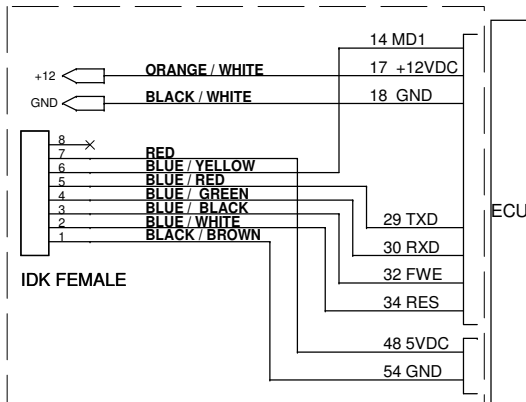 14 MD1
+12 ORANGE / WHITE 17 +12VDC
GND BLACK / WHITE 18 GND
8
7 RED
6 BLUE / YELLOW
5 BLUE / RED
4 BLUE / GREEN
3 BLUE / BLACK
2 BLUE / WHITE
1 BLACK / BROWN
IDK FEMALE
29 TXD
30 RXD
32 FWE
34 RES
48 5VDC
54 GND
ECU